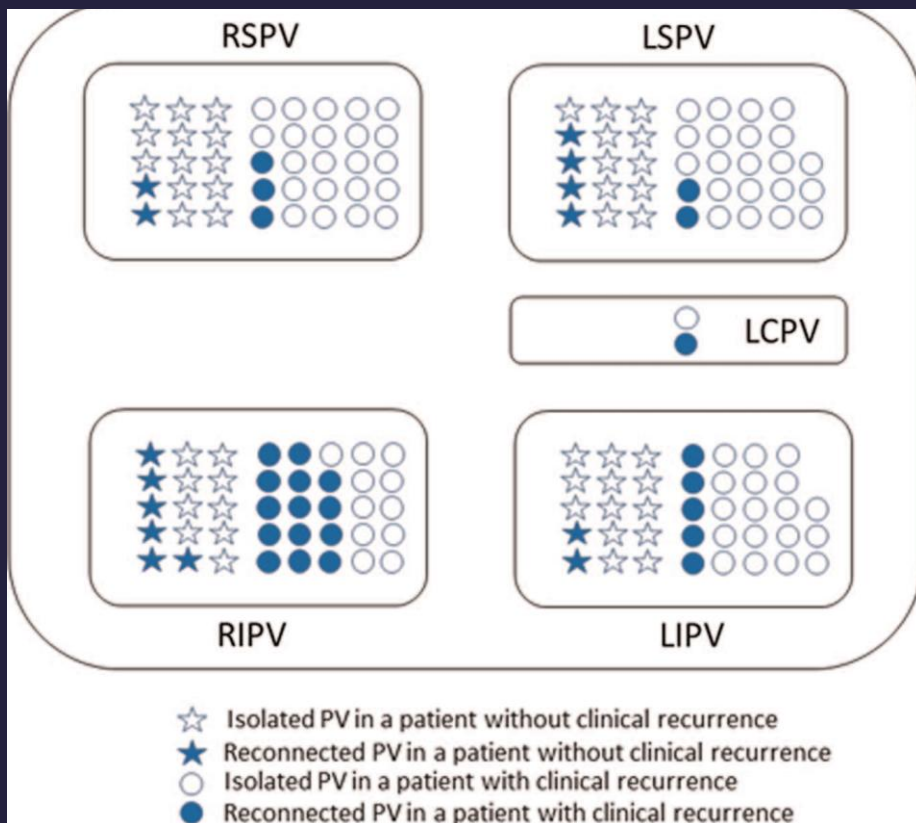 RSPV
LSPV
LCPV
RIPV
LIPV
Isolated PV in a patient without clinical recurrence
Reconnected PV in a patient without clinical recurrence
Isolated PV in a patient with clinical recurrence
Reconnected PV in a patient with clinical recurrence